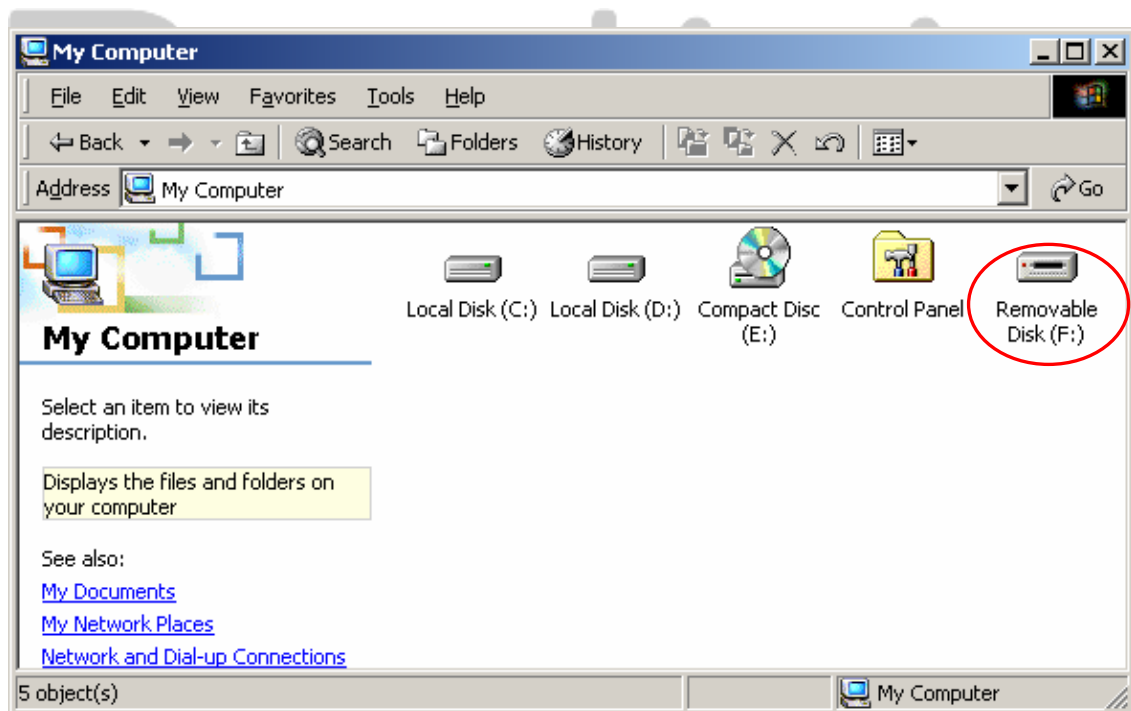 My Computer
File Edit View Favorites Tools Help
Back Search Folders History
Address My Computer Go
Local Disk (C:) Local Disk (D:) Compact Disc (E:) Control Panel Removable Disk (F:)
My Computer
Select an item to view its
description.
Displays the files and folders on
your computer
See also:
My Documents
My Network Places
Network and Dial-up Connections
5 object(s) My Computer